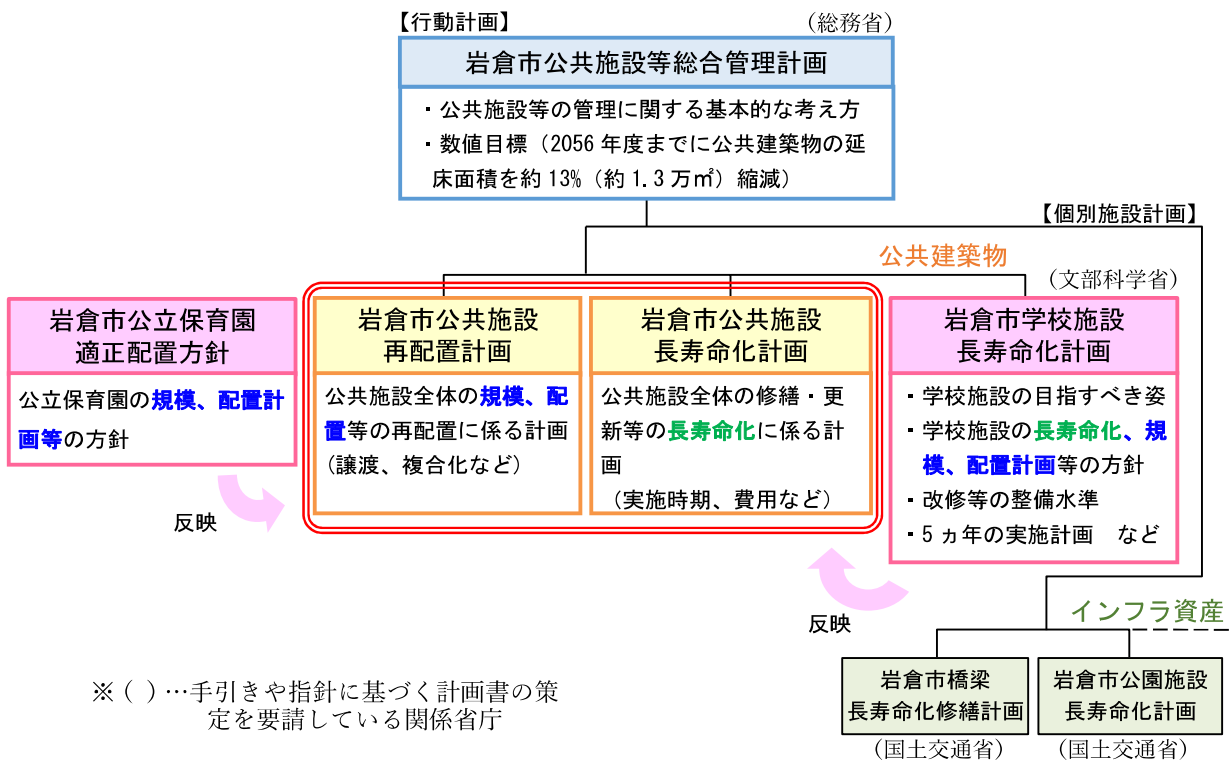 【行動計画】
（総務省）
岩倉市公共施設等総合管理計画
・公共施設等の管理に関する基本的な考え方
・数値目標（2056 年度までに公共建築物の延
床面積を約 13%（約 1.3 万㎡）縮減）
【個別施設計画】
公共建築物
（文部科学省）
岩倉市公立保育園
適正配置方針
公立保育園の規模、配置計
画等の方針
反映
岩倉市公共施設
再配置計画
公共施設全体の規模、配
置等の再配置に係る計画
（譲渡、複合化など）
岩倉市公共施設
長寿命化計画
公共施設全体の修繕・更
新等の長寿命化に係る計
画
（実施時期、費用など）
岩倉市学校施設
長寿命化計画
・学校施設の目指すべき姿
・学校施設の長寿命化、規
模、配置計画等の方針
・改修等の整備水準
・5 ヵ年の実施計画　など
反映
インフラ資産
岩倉市橋梁
長寿命化修繕計画
（国土交通省）
岩倉市公園施設
長寿命化計画
（国土交通省）
※（ ）…手引きや指針に基づく計画書の策
定を要請している関係省庁